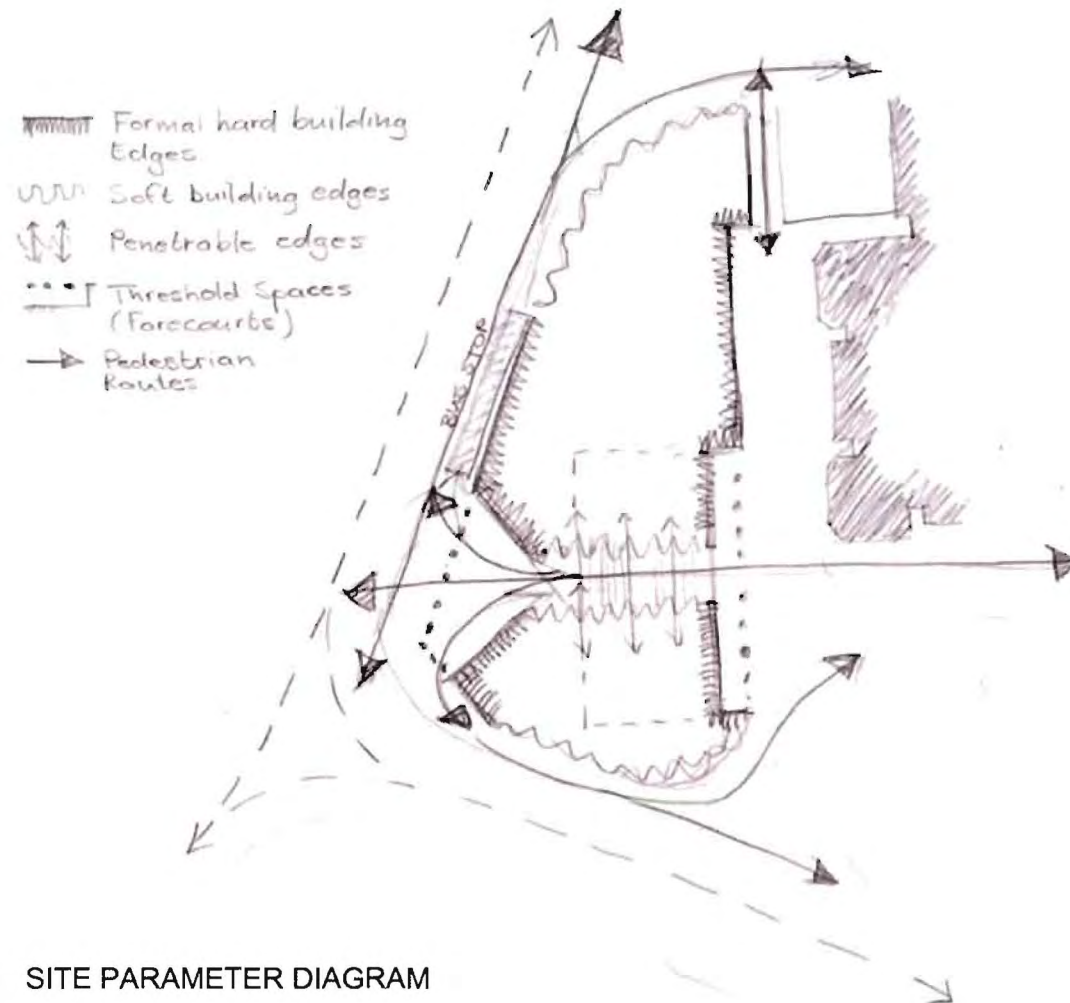 Formal hard building
Edges
Soft building edges
Penetrable edges
Threshold Spaces
(Forecourts)
Pedestrian
Routes
BUS STOP
SITE PARAMETER DIAGRAM